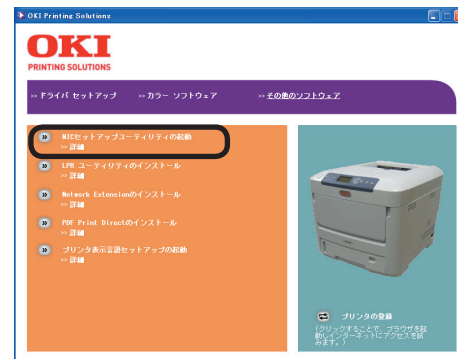 OKI Printing Solutions
OKI
PRINTING SOLUTIONS
>> ドライバ セットアップ >> カラー ソフトウェア >> その他のソフトウェア
NICセットアップユーティリティの起動
>> 詳細
LPR ユーティリティのインストール
>> 詳細
Network Extensionのインストール
>> 詳細
PDF Print Directのインストール
>> 詳細
プリンタ表示言語セットアップの起動
>> 詳細
プリンタの登録
(クリックすることで、ブラウザを起
動しインターネットにアクセスを試
みます。)